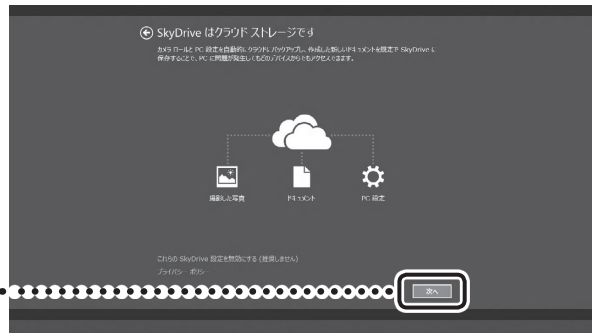 SkyDrive はクラウド ストレージです
カメラ ロールと PC 設定を自動的にクラウドにバックアップし、作成した新しいドキュメントを既定で SkyDrive に
保存することで、PC に問題が発生してもどのデバイスからでもアクセスできます。
撮影した写真
ドキュメント
PC 設定
これらの SkyDrive 設定を無効にする (推奨しません)
プライバシー ポリシー
次へ